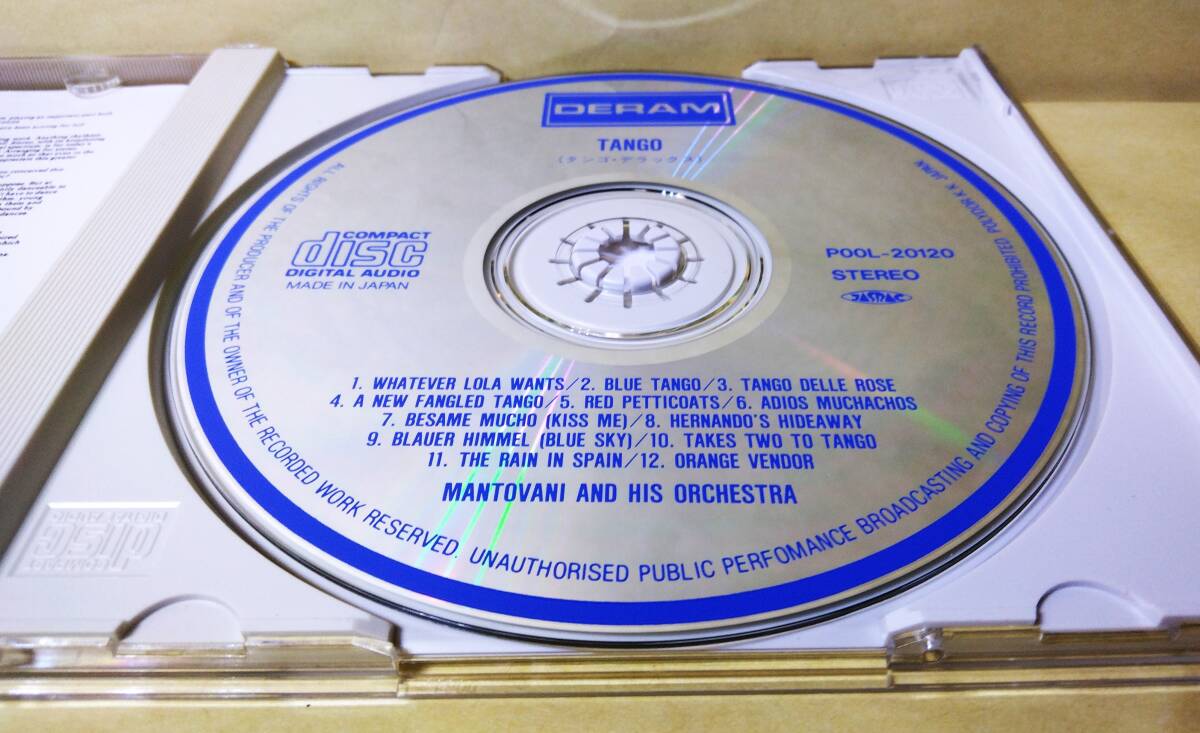 DERAM
TANGO
(タンゴ・デラックス)
COMPACT
disc
DIGITAL AUDIO
MADE IN JAPAN
POOL-20120
STEREO
JASRAC
1. WHATEVER LOLA WANTS/2. BLUE TANGO/3. TANGO DELLE ROSE
4. A NEW FANGLED TANGO/5. RED PETTICOATS/6. ADIOS MUCHACHOS
7. BESAME MUCHO (KISS ME)/8. HERNANDO'S HIDEAWAY
9. BLAUER HIMMEL (BLUE SKY)/10. TAKES TWO TO TANGO
11. THE RAIN IN SPAIN/12. ORANGE VENDOR
MANTOVANI AND HIS ORCHESTRA
ALL RIGHTS OF THE PRODUCER AND OF THE OWNER OF THE RECORDED WORK RESERVED. UNAUTHORISED PUBLIC PERFOMANCE BROADCASTING AND COPYING OF THIS RECORD PROHIBITED. POLYDOR K.K. JAPAN